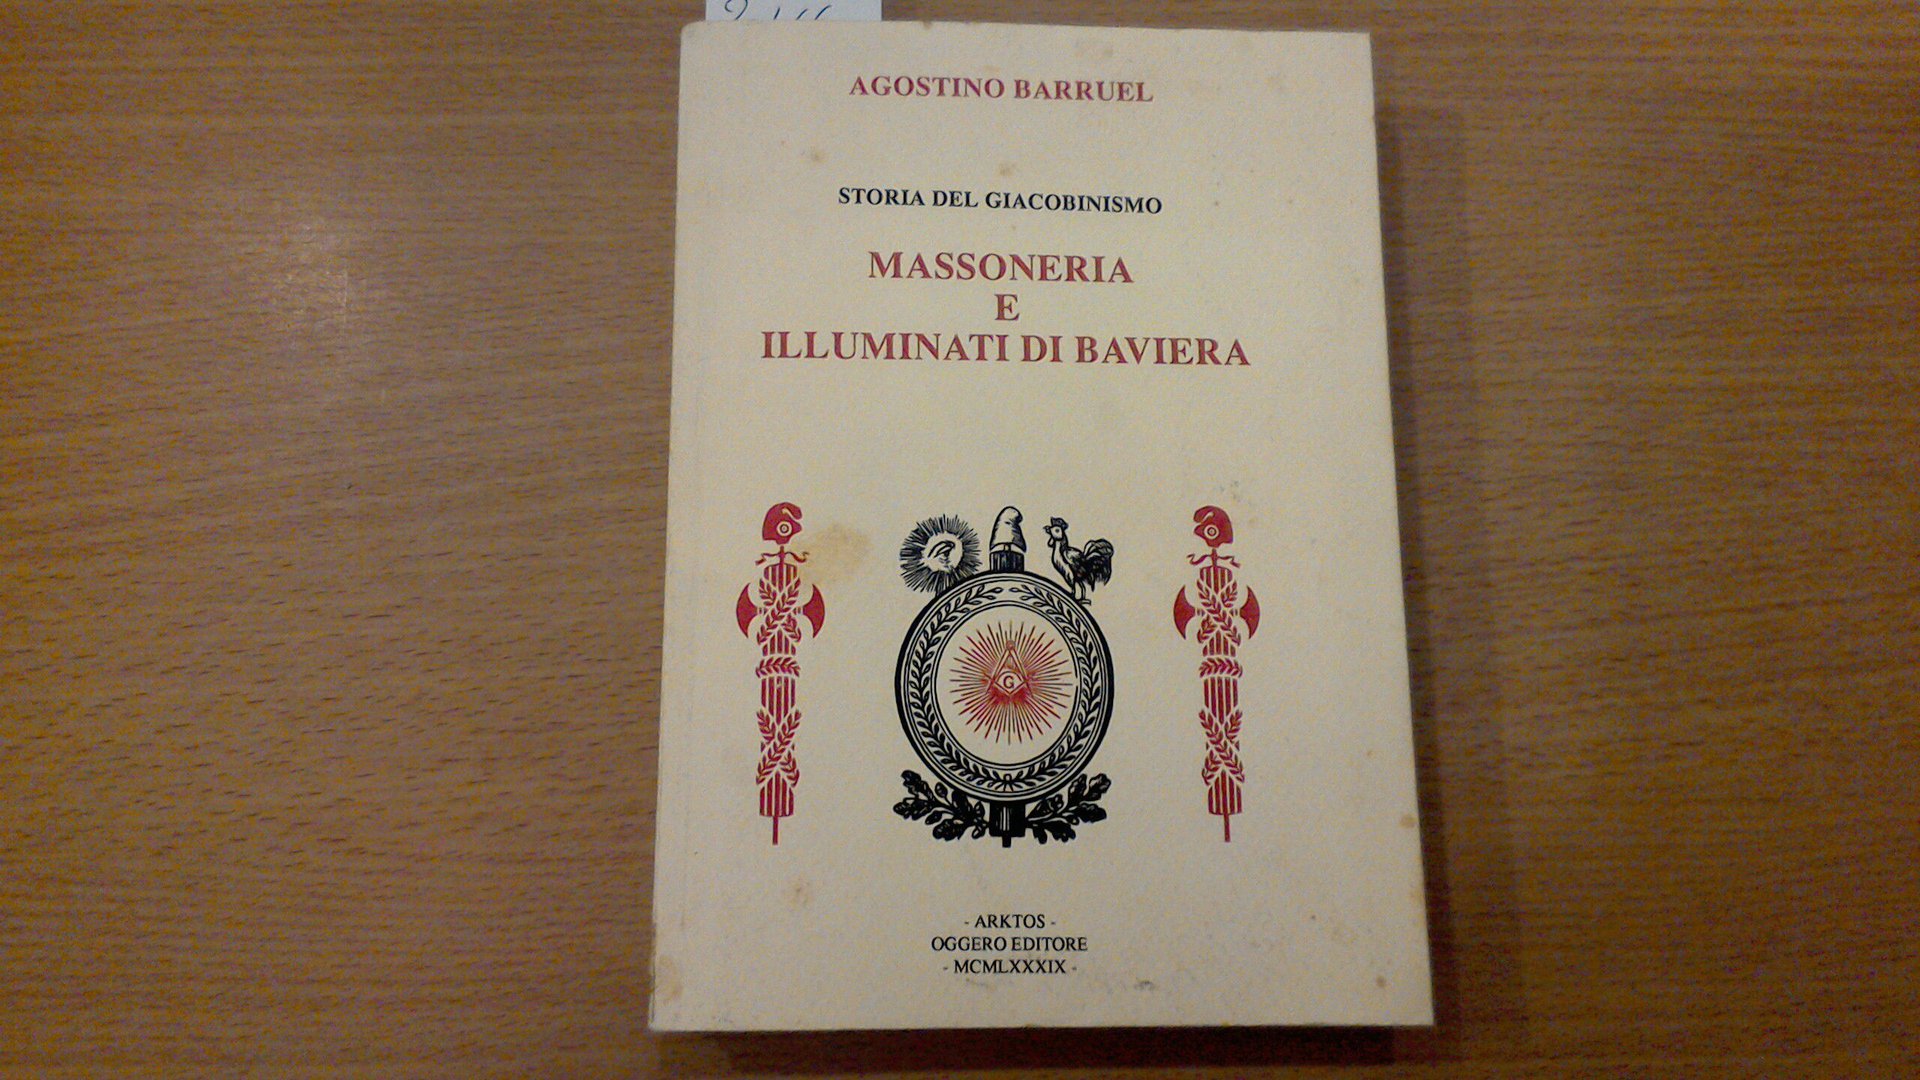 AGOSTINO BARRUEL
STORIA DEL GIACOBINISMO
MASSONERIA
E
ILLUMINATI DI BAVIERA
G
- ARKTOS -
OGGERO EDITORE
- MCMLXXXIX -